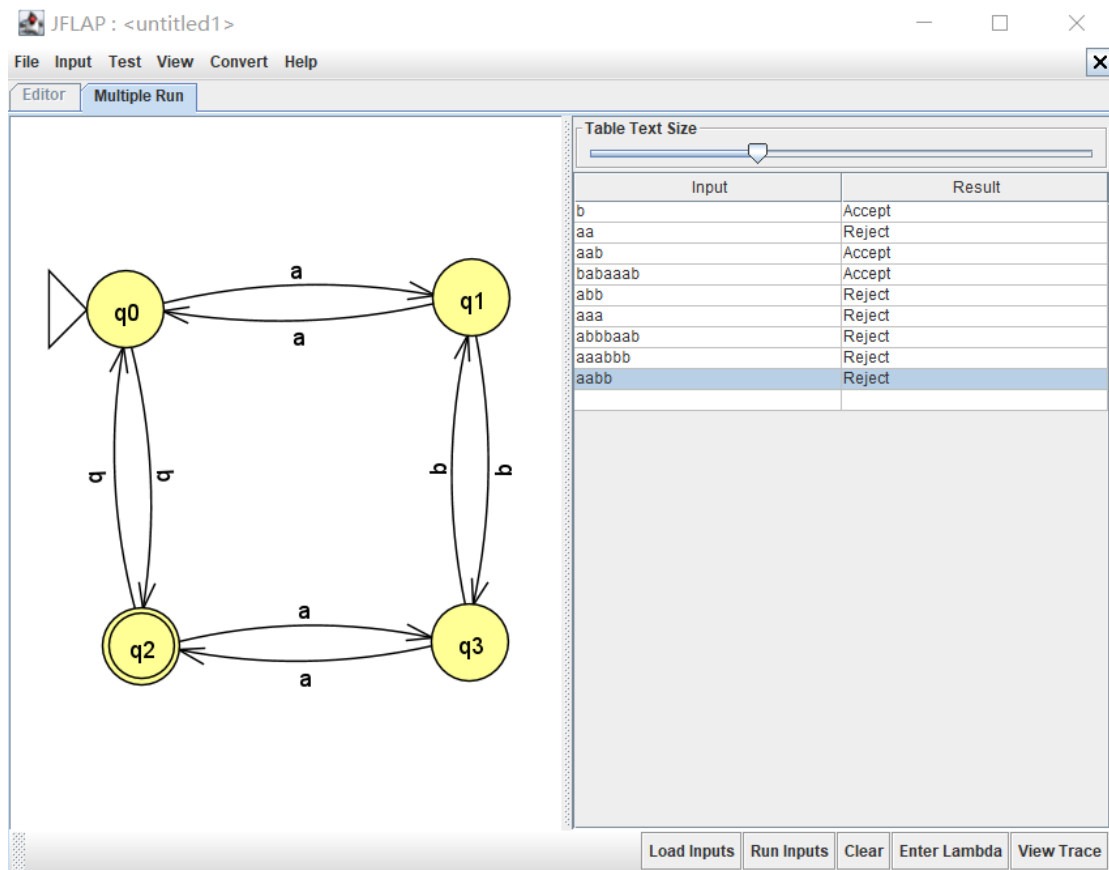 JFLAP : <untitled1>
File Input Test View Convert Help
Editor Multiple Run
Table Text Size
Input Result
b Accept
aa Reject
aab Accept
babaaab Accept
abb Reject
aaa Reject
abbbaab Reject
aaabbb Reject
aabb Reject
q0
a
q1
a
b
b
b
b
q2
a
q3
a
Load Inputs Run Inputs Clear Enter Lambda View Trace